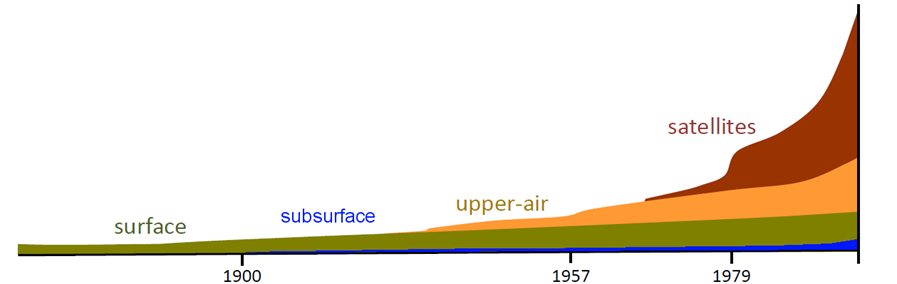 satellites
upper-air
subsurface
surface
1900
1957
1979